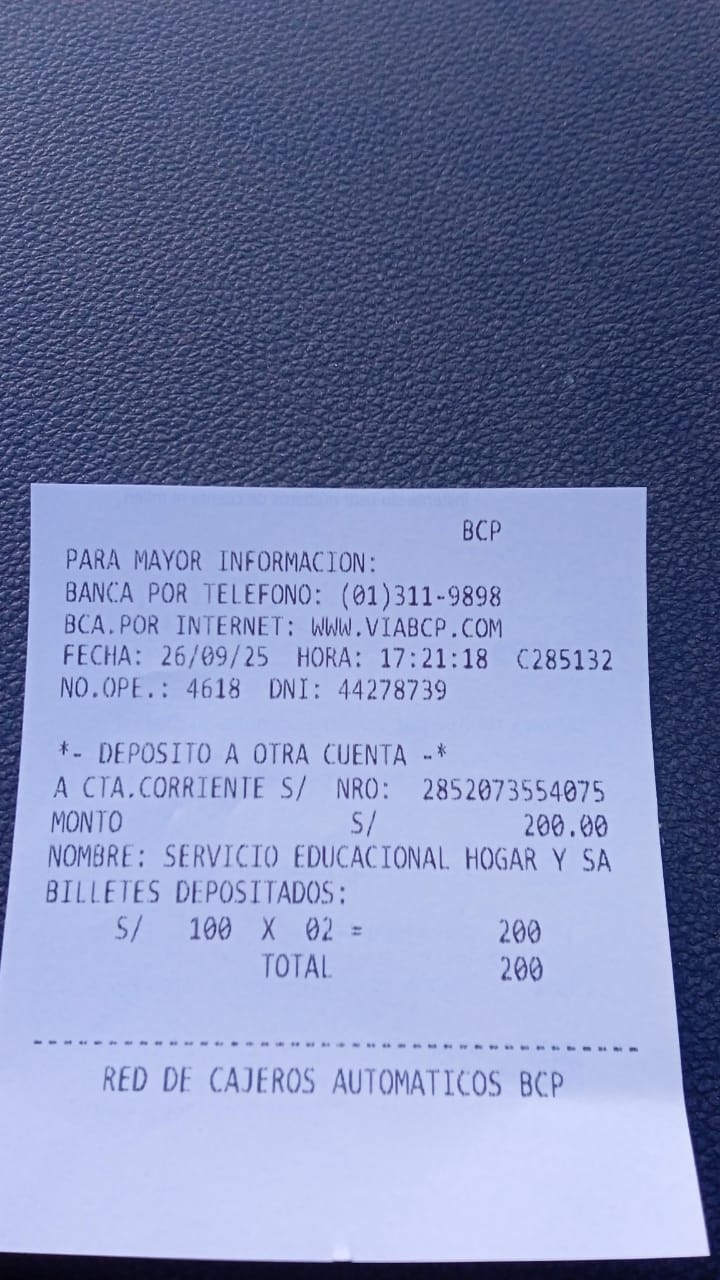 BCP
PARA MAYOR INFORMACION:
BANCA POR TELEFONO: (01)311-9898
BCA.POR INTERNET: WWW.VIABCP.COM
FECHA: 26/09/25 HORA: 17:21:18 C285132
NO.OPE.: 4618 DNI: 44278739
*- DEPOSITO A OTRA CUENTA -*
A CTA.CORRIENTE S/ NRO: 2852073554075
MONTO S/ 200.00
NOMBRE: SERVICIO EDUCACIONAL HOGAR Y SA
BILLETES DEPOSITADOS:
S/ 100 X 02 = 200
TOTAL 200
RED DE CAJEROS AUTOMATICOS BCP